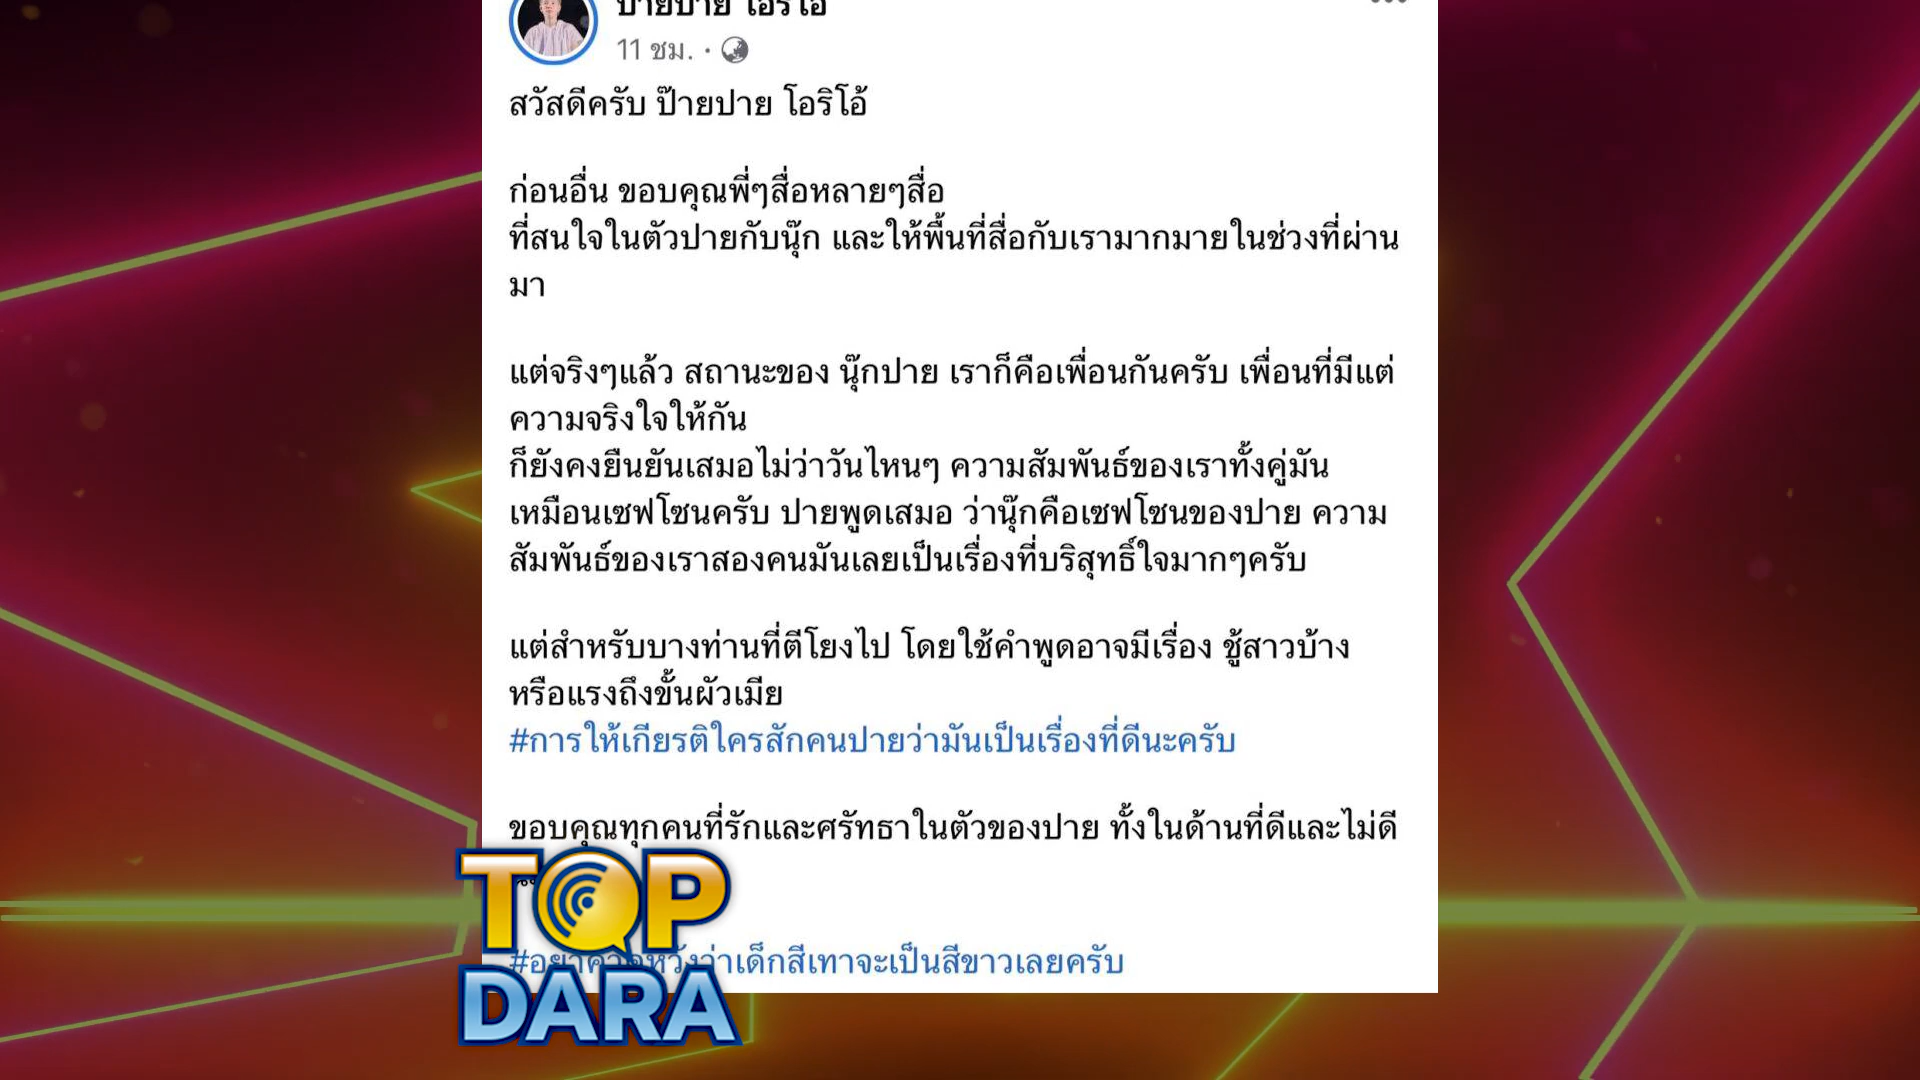 ป๋ายปาย โอริโอ้
11 ชม. ·
สวัสดีครับ ป๊ายปาย โอริโอ้
ก่อนอื่น ขอบคุณพี่ๆสื่อหลายๆสื่อ
ที่สนใจในตัวปายกับนุ๊ก และให้พื้นที่สื่อกับเรามากมายในช่วงที่ผ่าน
มา
แต่จริงๆแล้ว สถานะของ นุ๊กปาย เราก็คือเพื่อนกันครับ เพื่อนที่มีแต่
ความจริงใจให้กัน
ก็ยังคงยืนยันเสมอไม่ว่าวันไหนๆ ความสัมพันธ์ของเราทั้งคู่มัน
เหมือนเซฟโซนครับ ปายพูดเสมอ ว่านุ๊กคือเซฟโซนของปาย ความ
สัมพันธ์ของเราสองคนมันเลยเป็นเรื่องที่บริสุทธิ์ใจมากๆครับ
แต่สำหรับบางท่านที่ตีโยงไป โดยใช้คำพูดอาจมีเรื่อง ชู้สาวบ้าง
หรือแรงถึงขั้นผัวเมีย
#การให้เกียรติใครสักคนปายว่ามันเป็นเรื่องที่ดีนะครับ
ขอบคุณทุกคนที่รักและศรัทธาในตัวของปาย ทั้งในด้านที่ดีและไม่ดี
#อย่าคาดหวังว่าเด็กสีเทาจะเป็นสีขาวเลยครับ
TOP
DARA